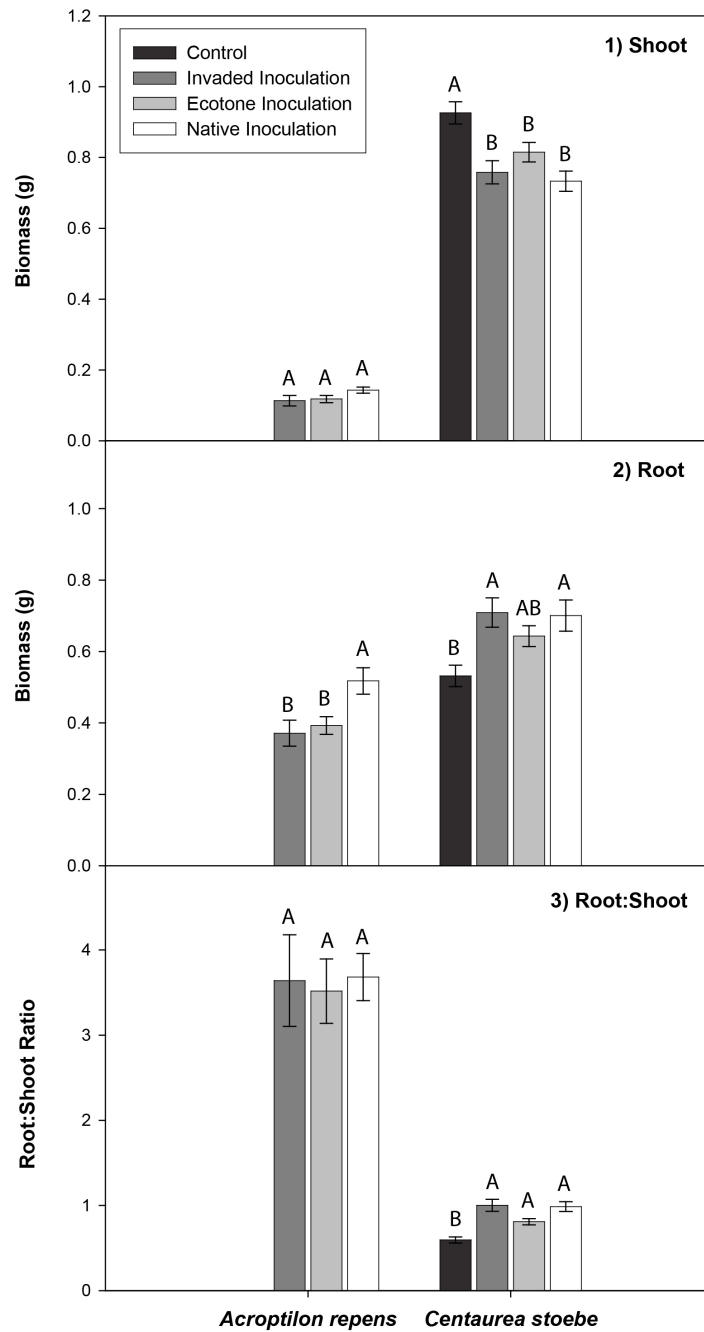 1.2
1) Shoot
Control
Invaded Inoculation
Ecotone Inoculation
Native Inoculation
1.0
0.8
0.6
0.4
0.2
0.0
Biomass (g)
A A A
A B B B
2) Root
1.0
0.8
0.6
0.4
0.2
0.0
Biomass (g)
B B A
B A AB A
3) Root:Shoot
4
3
2
1
0
Root:Shoot Ratio
A A A
B A A A
Acroptilon repens
Centaurea stoebe